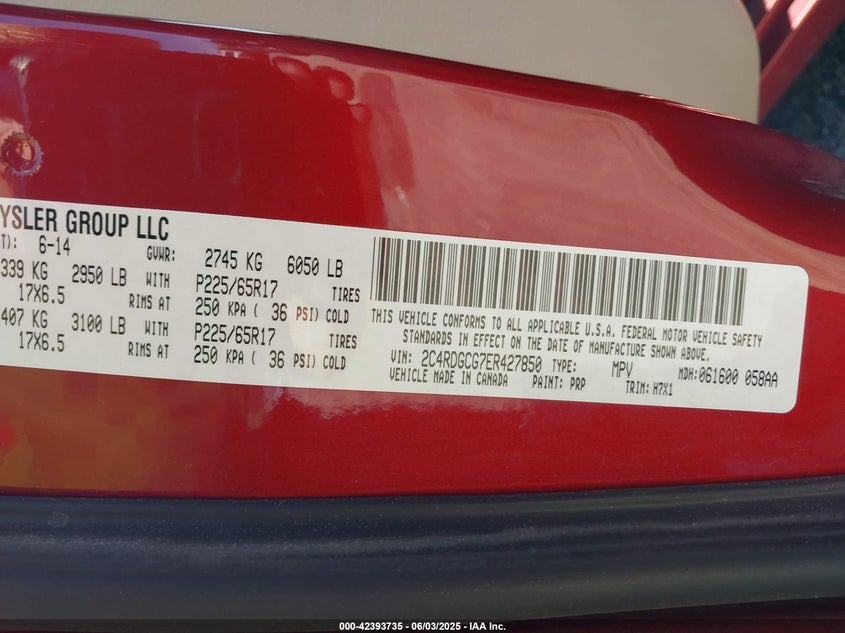 YSLER GROUP LLC
T): 6-14 GVWR: 2745 KG 6050 LB
339 KG 2950 LB WITH P225/65R17 TIRES
17X6.5 RIMS AT 250 KPA ( 36 PSI) COLD
407 KG 3100 LB WITH P225/65R17 TIRES
17X6.5 RIMS AT 250 KPA ( 36 PSI) COLD
THIS VEHICLE CONFORMS TO ALL APPLICABLE U.S.A. FEDERAL MOTOR VEHICLE SAFETY
STANDARDS IN EFFECT ON THE DATE OF MANUFACTURE SHOWN ABOVE.
VIN: 2C4RDGCG7ER427850 TYPE: MPV MDH: 061600 058AA
VEHICLE MADE IN CANADA PAINT: PRP TRIM: H7X1
000-42393735 - 06/03/2025 - IAA Inc.